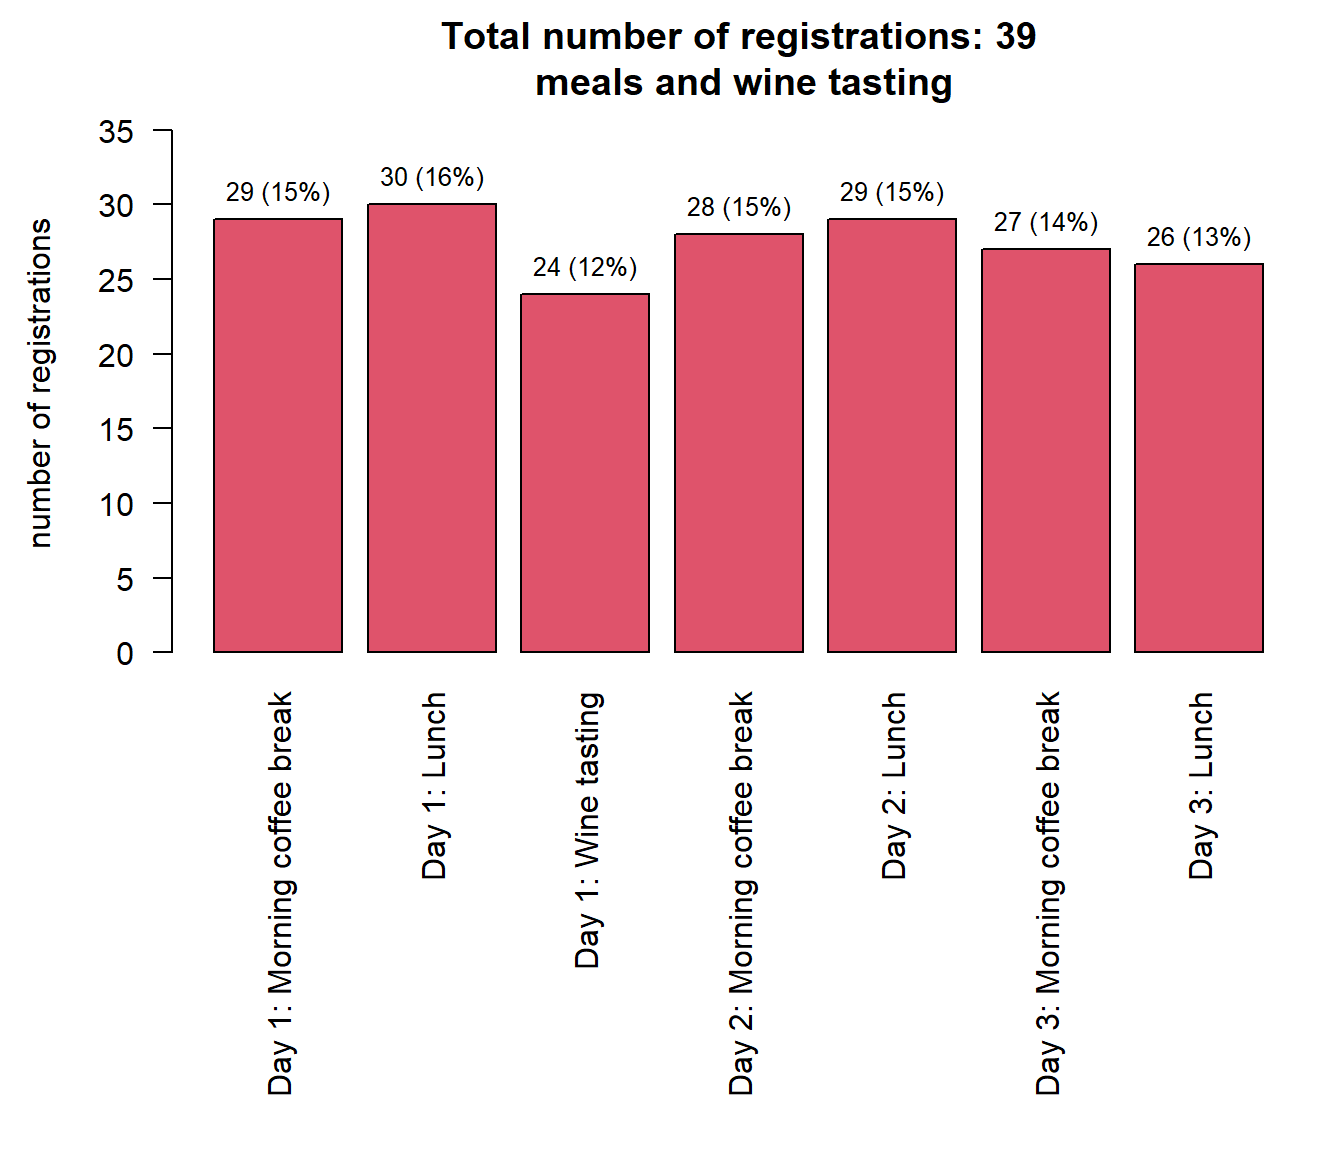 Total number of registrations: 39
meals and wine tasting
number of registrations
35
30
25
20
15
10
5
0
29 (15%)
30 (16%)
24 (12%)
28 (15%)
29 (15%)
27 (14%)
26 (13%)
Day 1: Morning coffee break
Day 1: Lunch
Day 1: Wine tasting
Day 2: Morning coffee break
Day 2: Lunch
Day 3: Morning coffee break
Day 3: Lunch